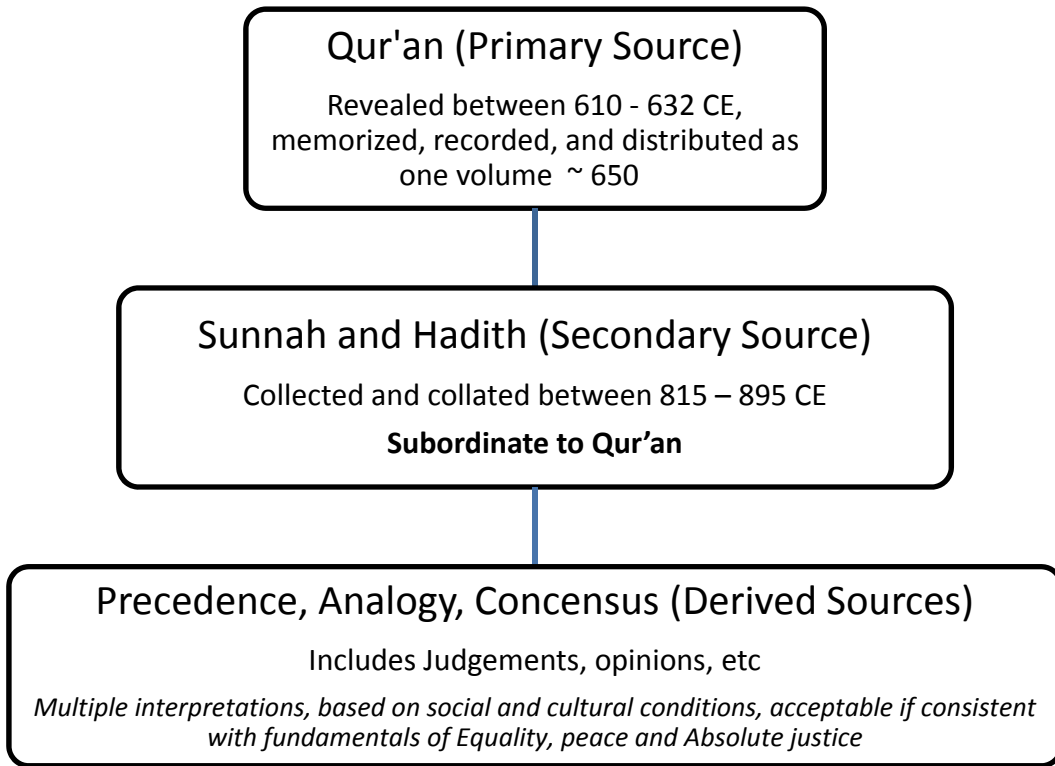 Qur'an (Primary Source)
Revealed between 610 - 632 CE,
memorized, recorded, and distributed as
one volume ~ 650
Sunnah and Hadith (Secondary Source)
Collected and collated between 815 – 895 CE
Subordinate to Qur’an
Precedence, Analogy, Concensus (Derived Sources)
Includes Judgements, opinions, etc
Multiple interpretations, based on social and cultural conditions, acceptable if consistent
with fundamentals of Equality, peace and Absolute justice